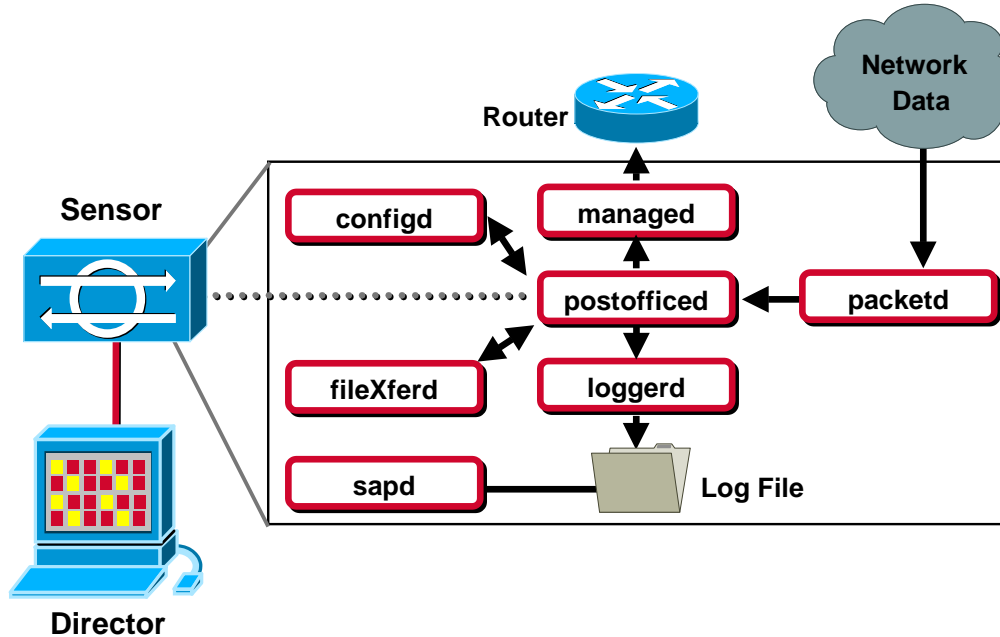 Network
Data
Router
Sensor
configd
managed
postofficed
packetd
fileXferd
loggerd
sapd
Log File
Director